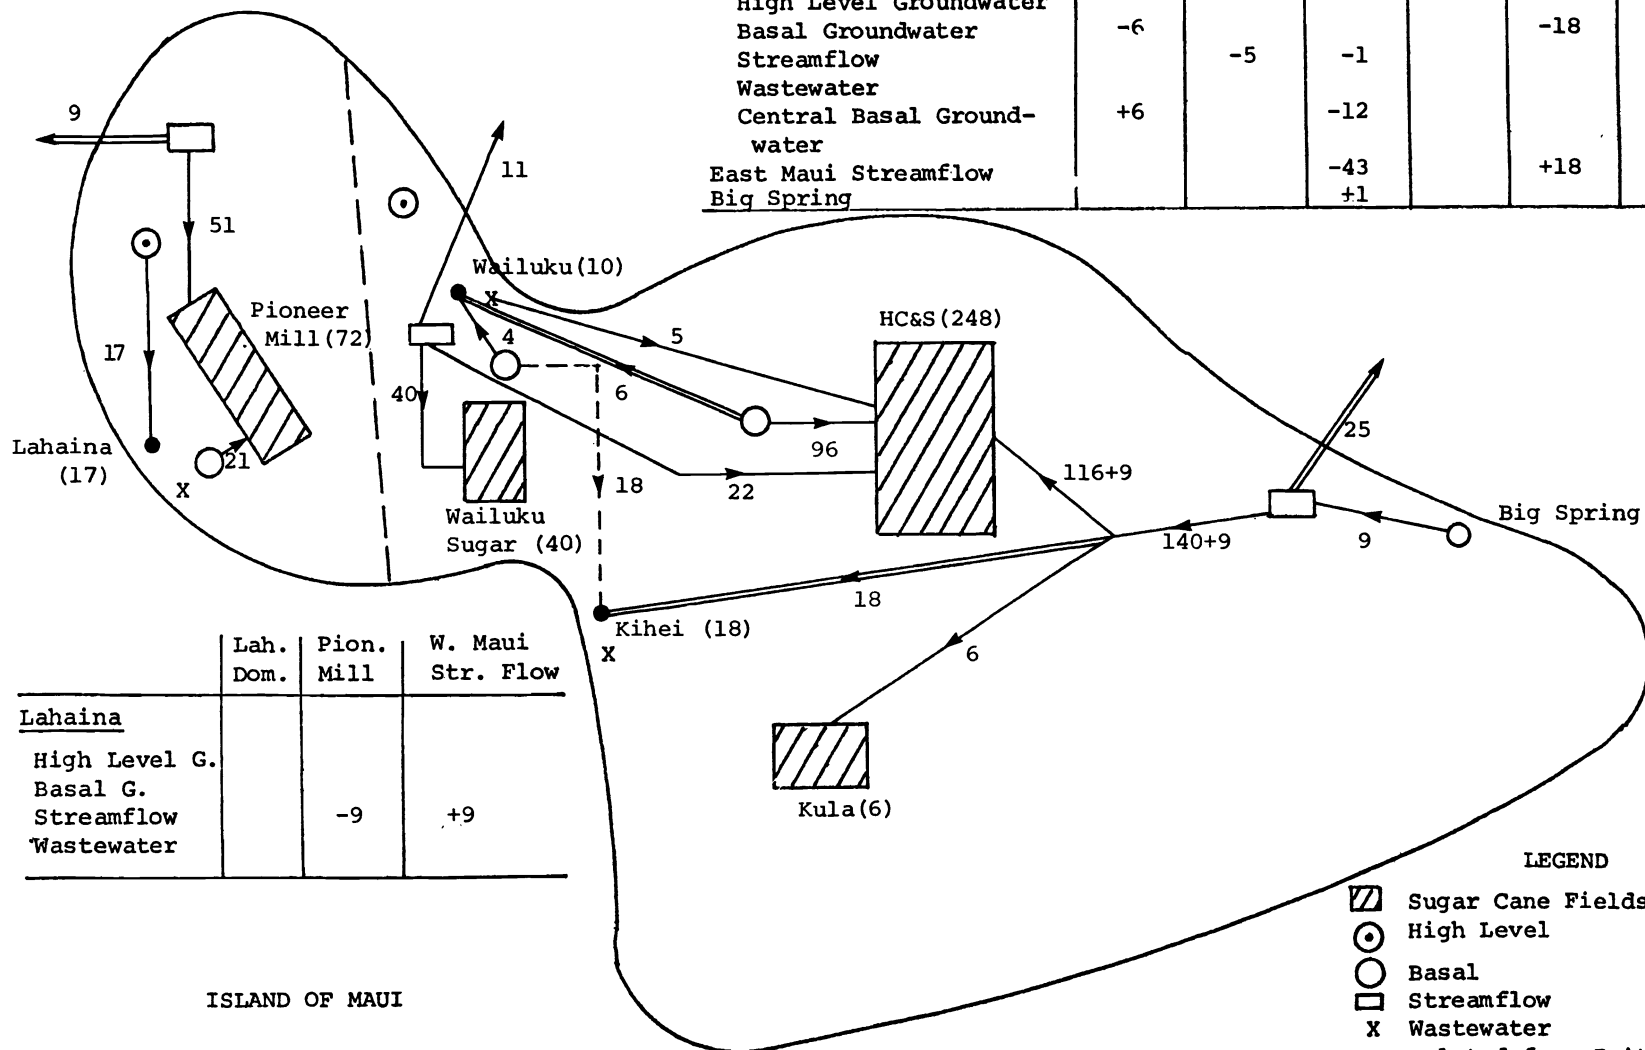 High Level Groundwater
Basal Groundwater -6 -18
Streamflow -5 -1
Wastewater
Central Basal Ground- +6 -12
water
East Maui Streamflow -43 +18
Big Spring +1
9
11
51
Wailuku (10)
Pioneer
Mill (72)
HC&S (248)
17
4
5
40
6
25
96
Lahaina
(17)
21
116+9
18
22
Big Spring
Wailuku
Sugar (40)
140+9
9
18
Kihei (18)
X
X
X
6
Lah. Pion. W. Maui
Dom. Mill Str. Flow
Lahaina
High Level G.
Basal G.
Streamflow -9 +9
Wastewater
Kula (6)
LEGEND
Sugar Cane Fields
High Level
Basal
Streamflow
X Wastewater
ISLAND OF MAUI